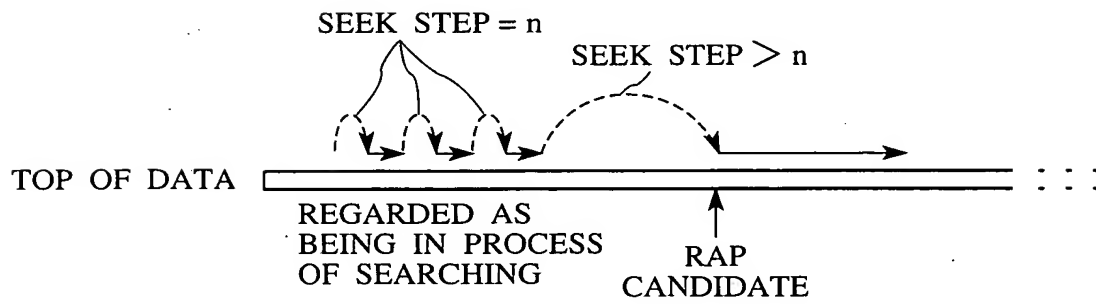 SEEK STEP = n
SEEK STEP > n
TOP OF DATA
REGARDED AS
BEING IN PROCESS
OF SEARCHING
RAP
CANDIDATE